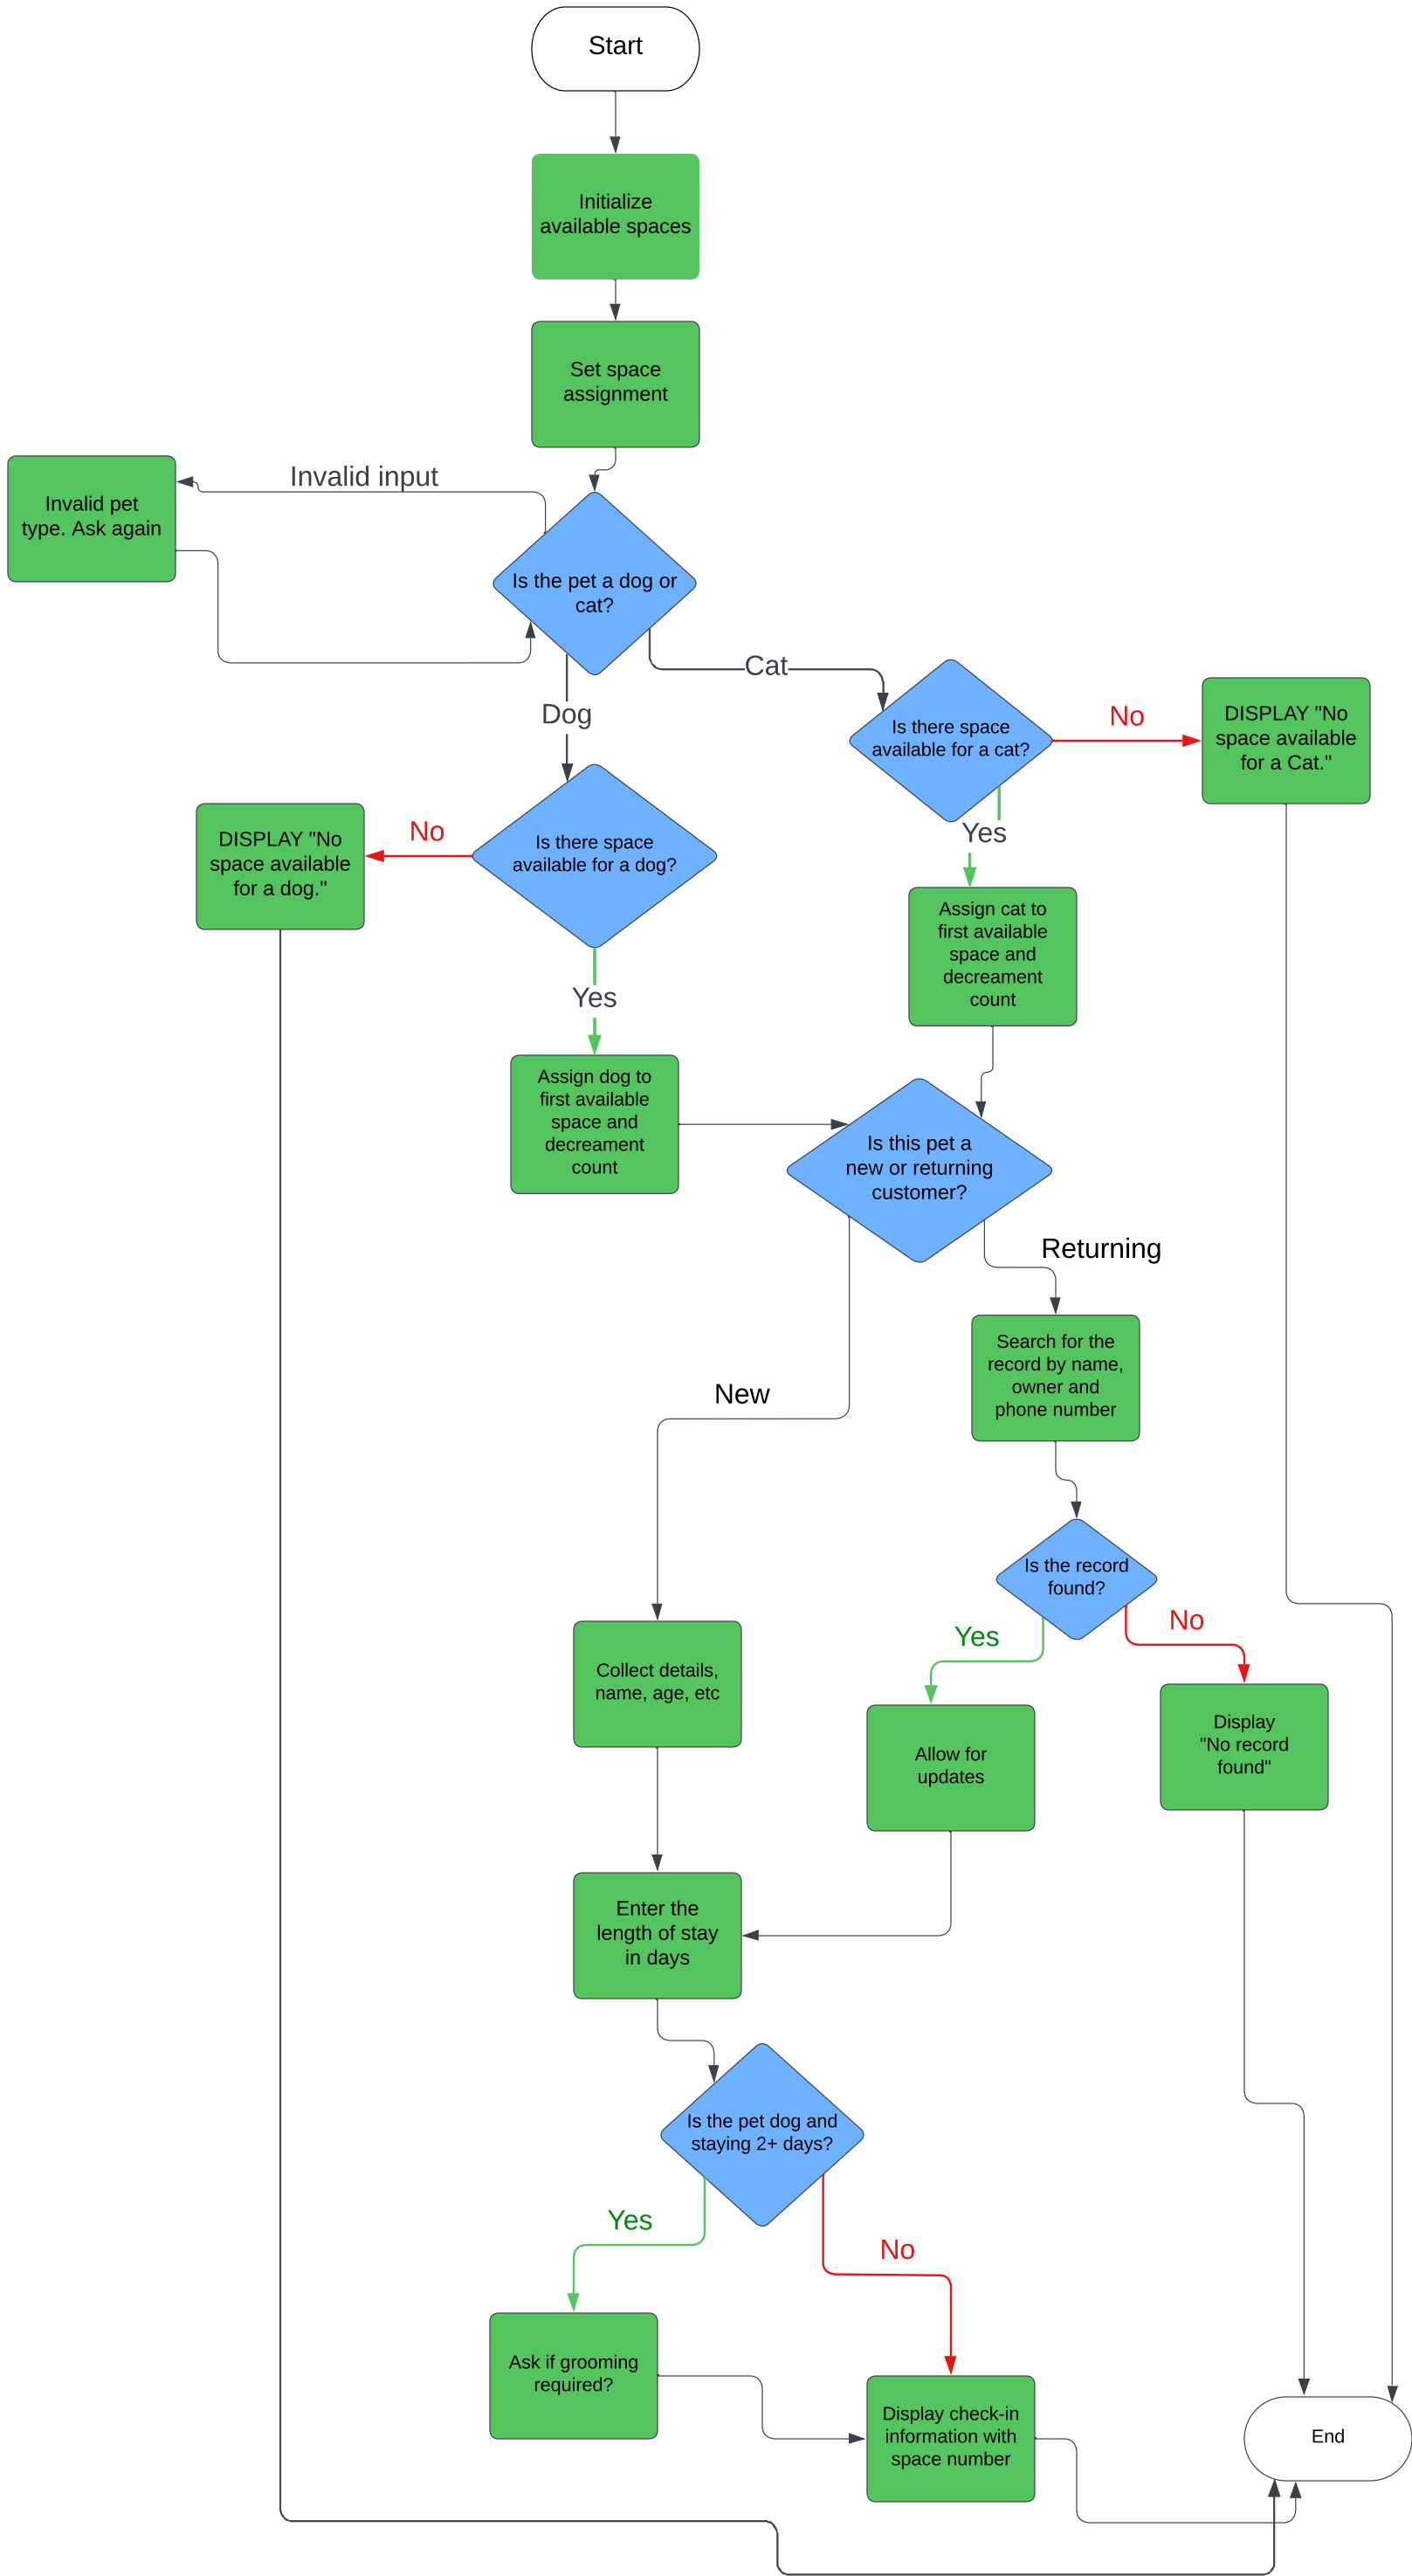 Start
Initialize
available spaces
Set space
assignment
Invalid input
Invalid pet
type. Ask again
Is the pet a dog or
cat?
Cat
Dog
Is there space
available for a cat?
No
DISPLAY "No
space available
for a Cat."
Yes
DISPLAY "No
space available
for a dog."
No
Is there space
available for a dog?
Assign cat to
first available
space and
decreament
count
Yes
Assign dog to
first available
space and
decreament
count
Is this pet a
new or returning
customer?
Returning
Search for the
record by name,
owner and
phone number
New
Is the record
found?
Yes
No
Collect details,
name, age, etc
Allow for
updates
Display
"No record
found"
Enter the
length of stay
in days
Is the pet dog and
staying 2+ days?
Yes
No
Ask if grooming
required?
Display check-in
information with
space number
End